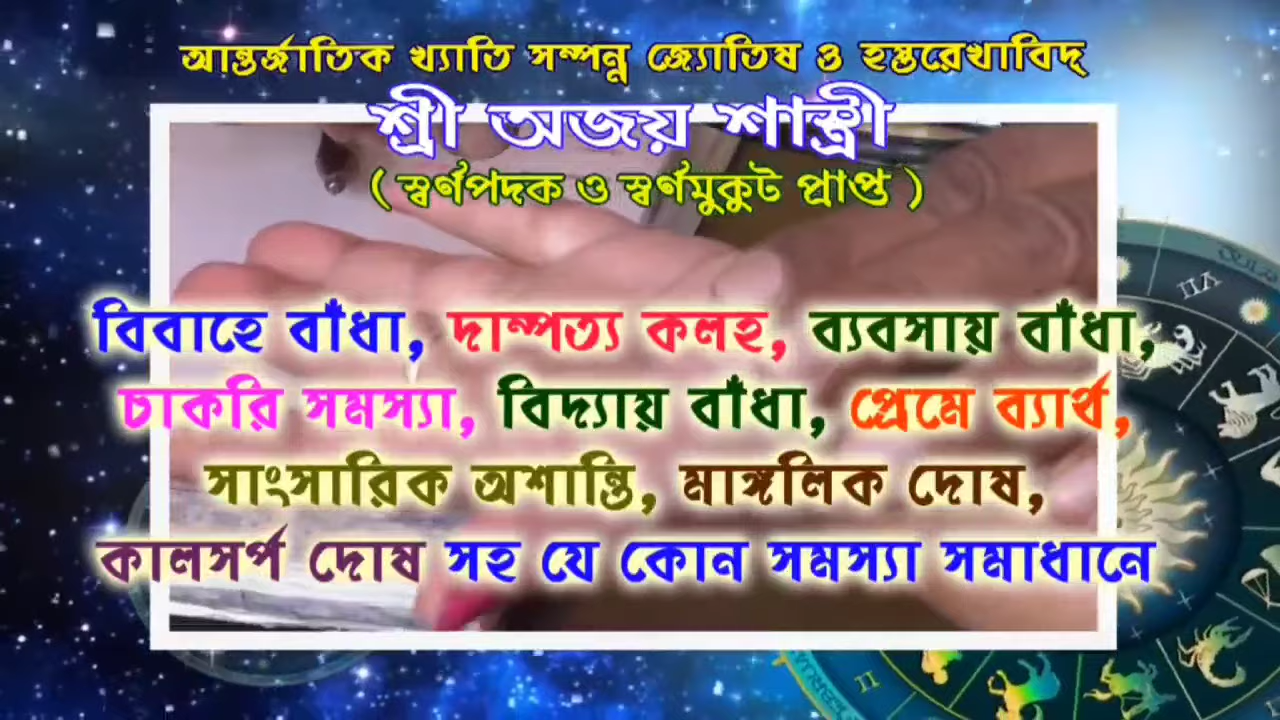 আন্তর্জাতিক খ্যাতি সম্পন্ন জ্যোতিষ ও হস্তরেখাবিদ্
শ্রী অজয় শাস্ত্রী
( স্বর্ণপদক ও স্বর্ণমুকুট প্রাপ্ত )
বিবাহে বাঁধা, দাম্পত্য কলহ, ব্যবসায় বাঁধা,
চাকরি সমস্যা, বিদ্যায় বাঁধা, প্রেমে ব্যার্থ,
সাংসারিক অশান্তি, মাঙ্গলিক দোষ,
কালসর্প দোষ সহ যে কোন সমস্যা সমাধানে